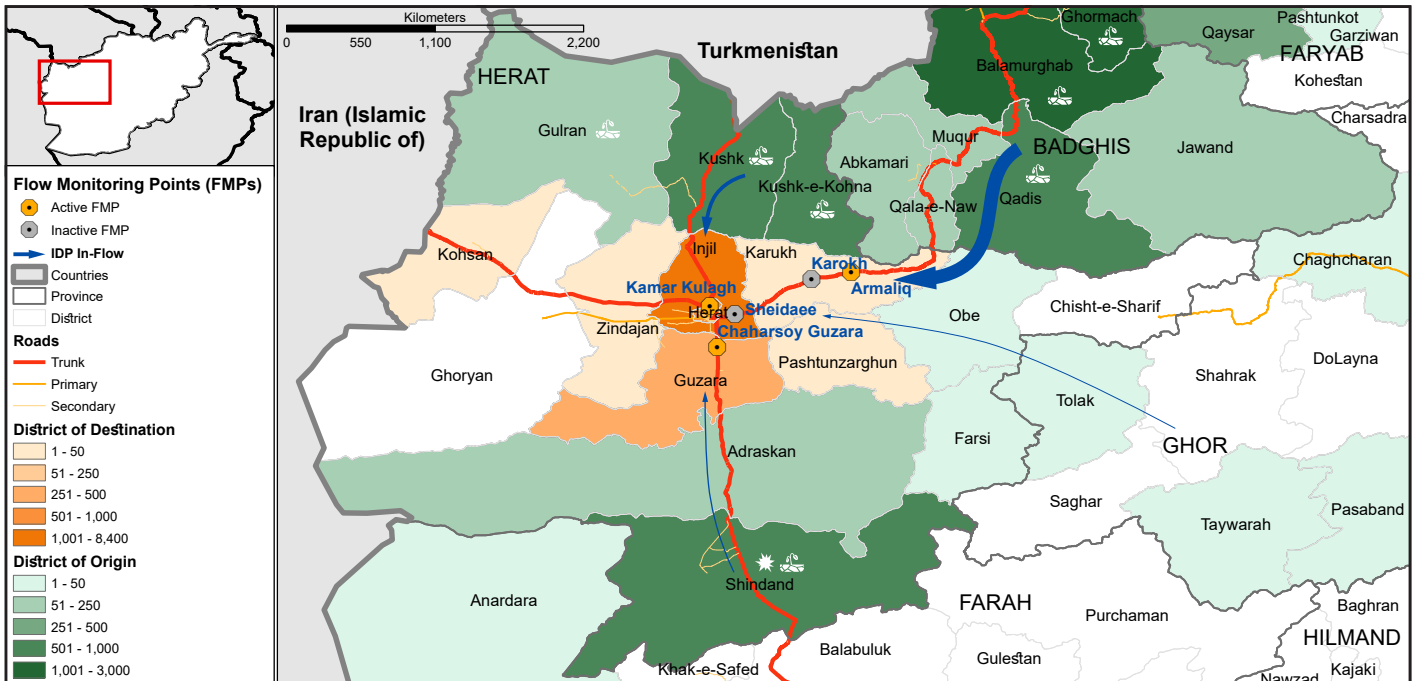 Kilometers
0 550 1,100 2,200
Turkmenistan
HERAT
Iran (Islamic
Republic of)
Ghormach
Qaysar
Pashtunkot
Garziwan
FARYAB
Kohestan
Charsadra
Balamurghab
Gulran
Kushk
Kushk-e-Kohna
Abkamari
Muqur
BADGHIS
Jawand
Qala-e-Naw
Qadis
Kohsan
Injil
Karukh
Karokh
Armaliq
Chaghcharan
Kamar Kulagh
Herat
Sheidaee
Chaharsoy Guzara
Zindajan
Obe
Chisht-e-Sharif
Ghoryan
Guzara
Pashtunzarghun
Shahrak
DoLayna
Tolak
Farsi
GHOR
Adraskan
Saghar
Taywarah
Pasaband
Shindand
Anardara
FARAH
Purchaman
Baghran
HILMAND
Khak-e-Safed
Balabuluk
Gulestan
Nawzad
Kajaki
Flow Monitoring Points (FMPs)
Active FMP
Inactive FMP
IDP In-Flow
Countries
Province
District
Roads
Trunk
Primary
Secondary
District of Destination
1 - 50
51 - 250
251 - 500
501 - 1,000
1,001 - 8,400
District of Origin
1 - 50
51 - 250
251 - 500
501 - 1,000
1,001 - 3,000